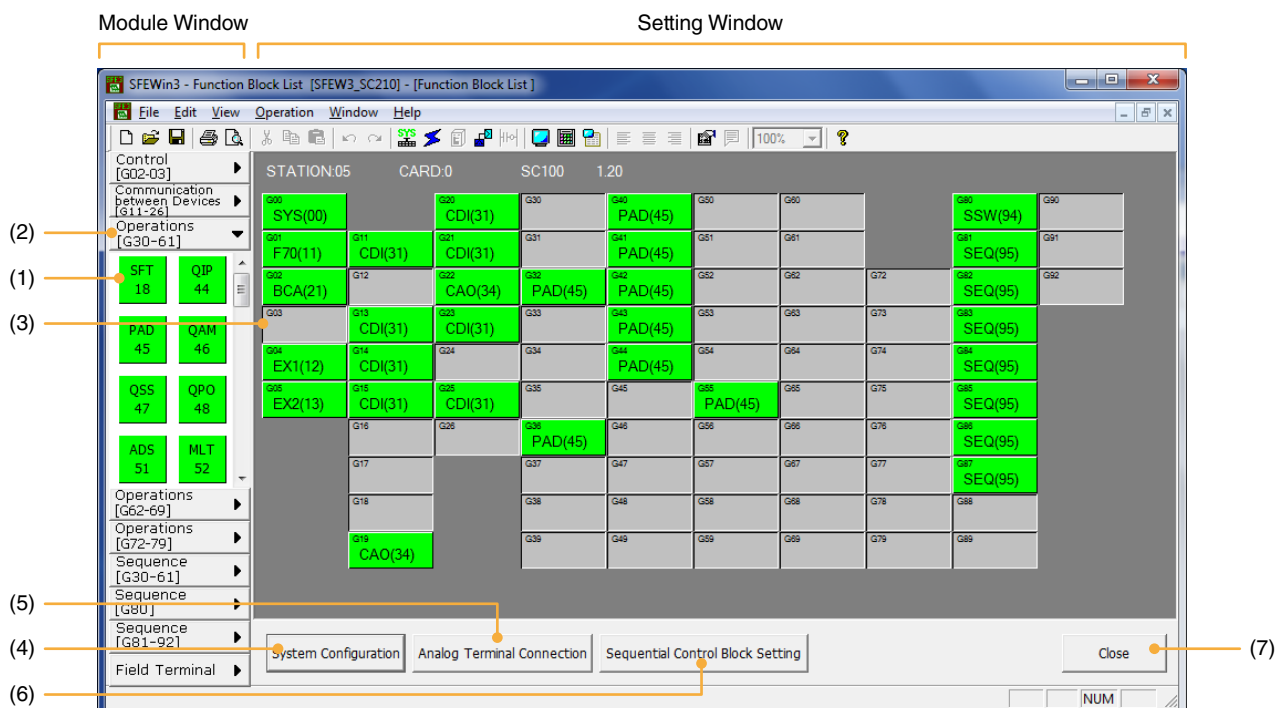 Module Window
Setting Window
SFEWin3 - Function Block List [SFEW3_SC210] - [Function Block List ]
File Edit View Operation Window Help
SYS
100%
Control
[G02-03]
Communication
between Devices
[G11-26]
(2)
Operations
[G30-61]
(1)
SFT
18
QIP
44
(3)
PAD
45
QAM
46
QSS
47
QPO
48
ADS
51
MLT
52
Operations
[G62-69]
Operations
[G72-79]
Sequence
[G30-61]
(5)
Sequence
[G80]
Sequence
[G81-92]
(4)
Field Terminal
(6)
STATION:05 CARD:0 SC100 1.20
G00 SYS(00) G20 CDI(31) G30 G40 PAD(45) G50 G60 G80 SSW(94) G90
G01 F70(11) G11 CDI(31) G21 CDI(31) G31 G41 PAD(45) G51 G61 G81 SEQ(95) G91
G02 BCA(21) G12 G22 CAO(34) G32 PAD(45) G42 PAD(45) G52 G62 G72 G82 SEQ(95) G92
G03 G13 CDI(31) G23 CDI(31) G33 G43 PAD(45) G53 G63 G73 G83 SEQ(95)
G04 EX1(12) G14 CDI(31) G24 G34 G44 PAD(45) G54 G64 G74 G84 SEQ(95)
G05 EX2(13) G15 CDI(31) G25 CDI(31) G35 G45 G55 PAD(45) G65 G75 G85 SEQ(95)
G16 G26 G36 PAD(45) G46 G56 G66 G76 G86 SEQ(95)
G17 G37 G47 G57 G67 G77 G87 SEQ(95)
G18 G38 G48 G58 G68 G78 G88
G19 CAO(34) G39 G49 G59 G69 G79 G89
System Configuration
Analog Terminal Connection
Sequential Control Block Setting
Close
(7)
NUM